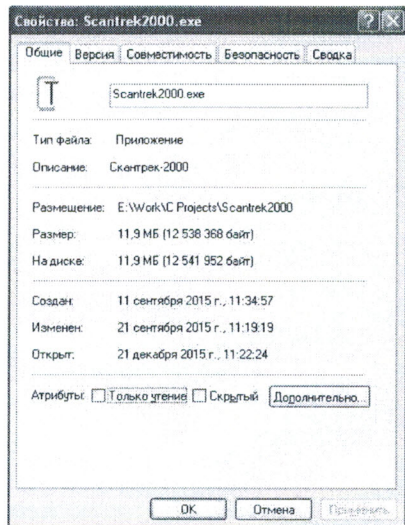 Свойства: Scantrek2000.exe
Общие Версия Совместимость Безопасность Сводка
Scantrek2000.exe
Тип файла: Приложение
Описание: Скантрек-2000
Размещение: E:\Work\C Projects\Scantrek2000
Размер: 11,9 МБ (12 538 368 байт)
На диске: 11,9 МБ (12 541 952 байт)
Создан: 11 сентября 2015 г., 11:34:57
Изменен: 21 сентября 2015 г., 11:19:19
Открыт: 21 декабря 2015 г., 11:22:24
Атрибуты: Только чтение Скрытый Дополнительно...
OK Отмена Применить